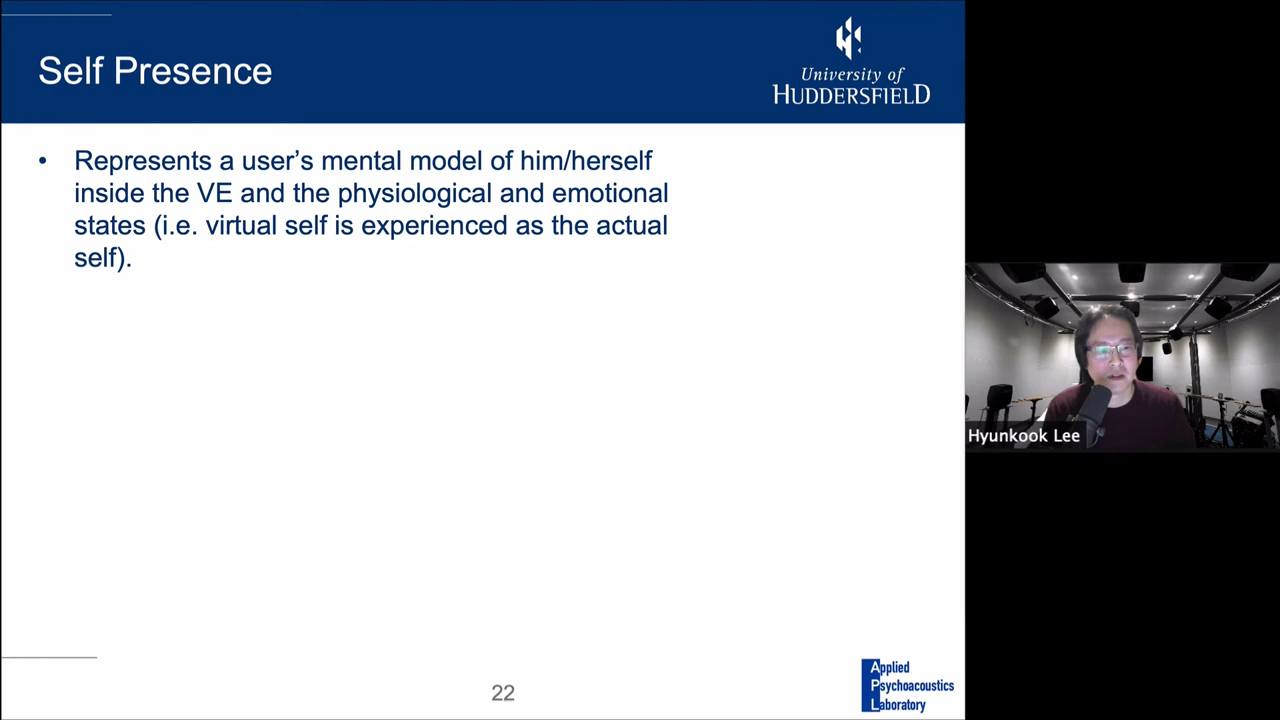 Self Presence
University of
HUDDERSFIELD
• Represents a user’s mental model of him/herself
inside the VE and the physiological and emotional
states (i.e. virtual self is experienced as the actual
self).
Hyunkook Lee
22
Applied
Psychoacoustics
Laboratory